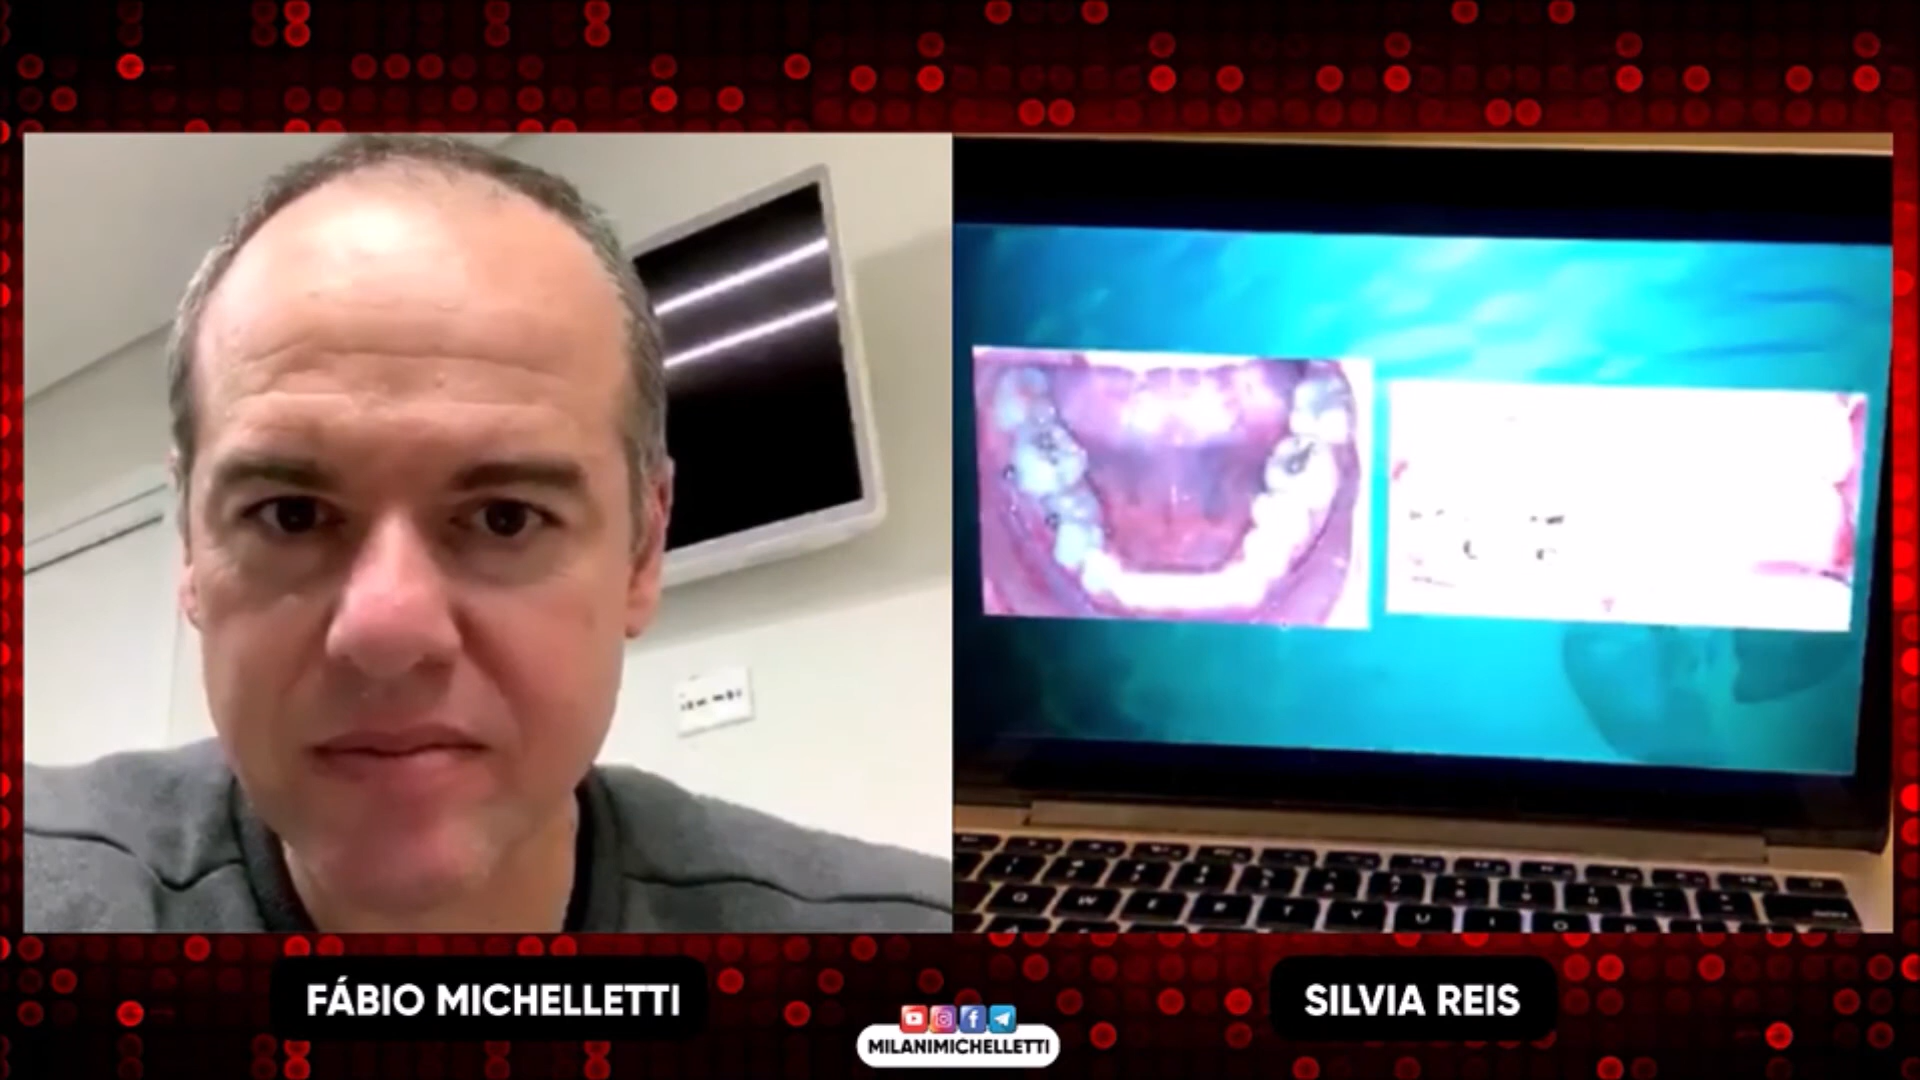 FÁBIO MICHELLETTI
SILVIA REIS
MILANIMICHELLETTI
Q W E R T Y U I O P